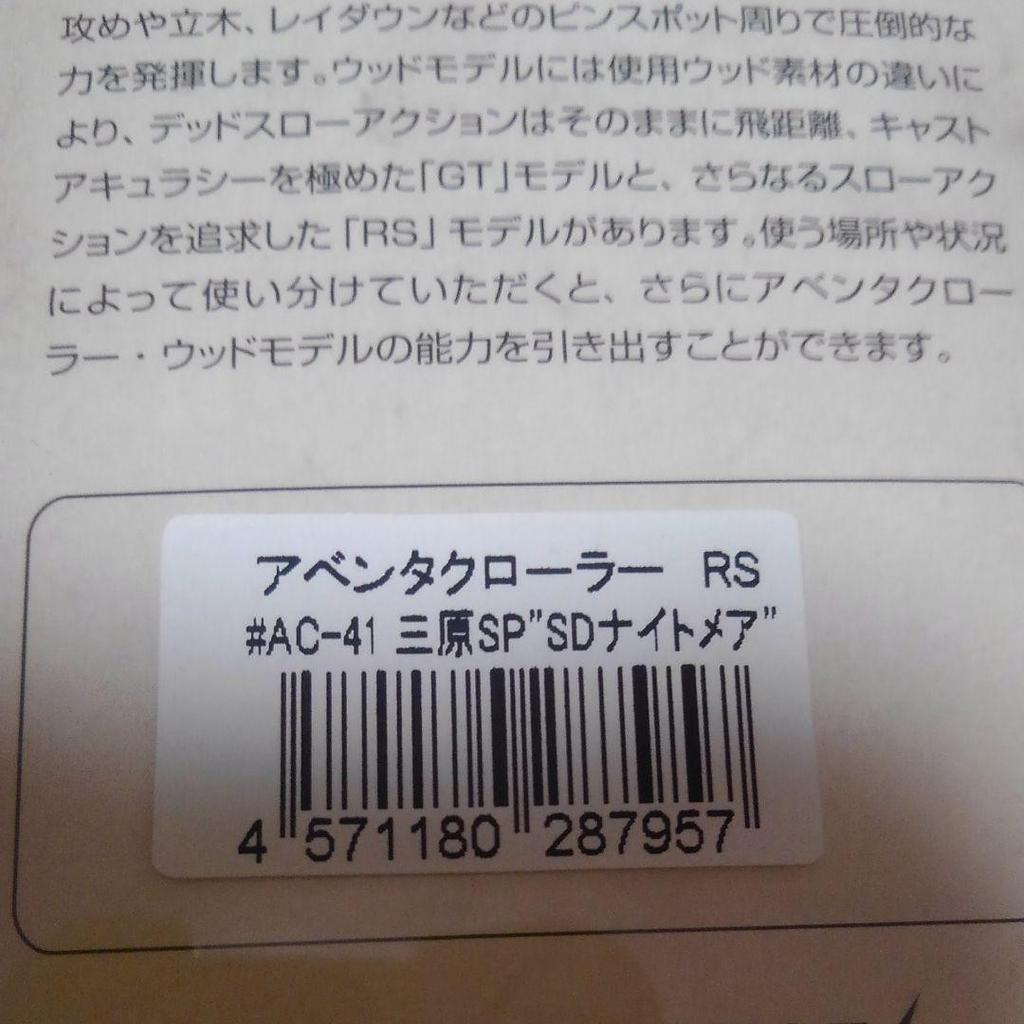 攻めや立木、レイダウンなどのピンスポット周りで圧倒的な
力を発揮します。ウッドモデルには使用ウッド素材の違いに
より、デッドスローアクションはそのままに飛距離、キャスト
アキュラシーを極めた「GT」モデルと、さらなるスローアク
ションを追求した「RS」モデルがあります。使う場所や状況
によって使い分けていただくと、さらにアベンタクロー
ラー・ウッドモデルの能力を引き出すことができます。
アベンタクローラー RS
#AC-41 三原SP"SDナイトメア"
4 571180 287957